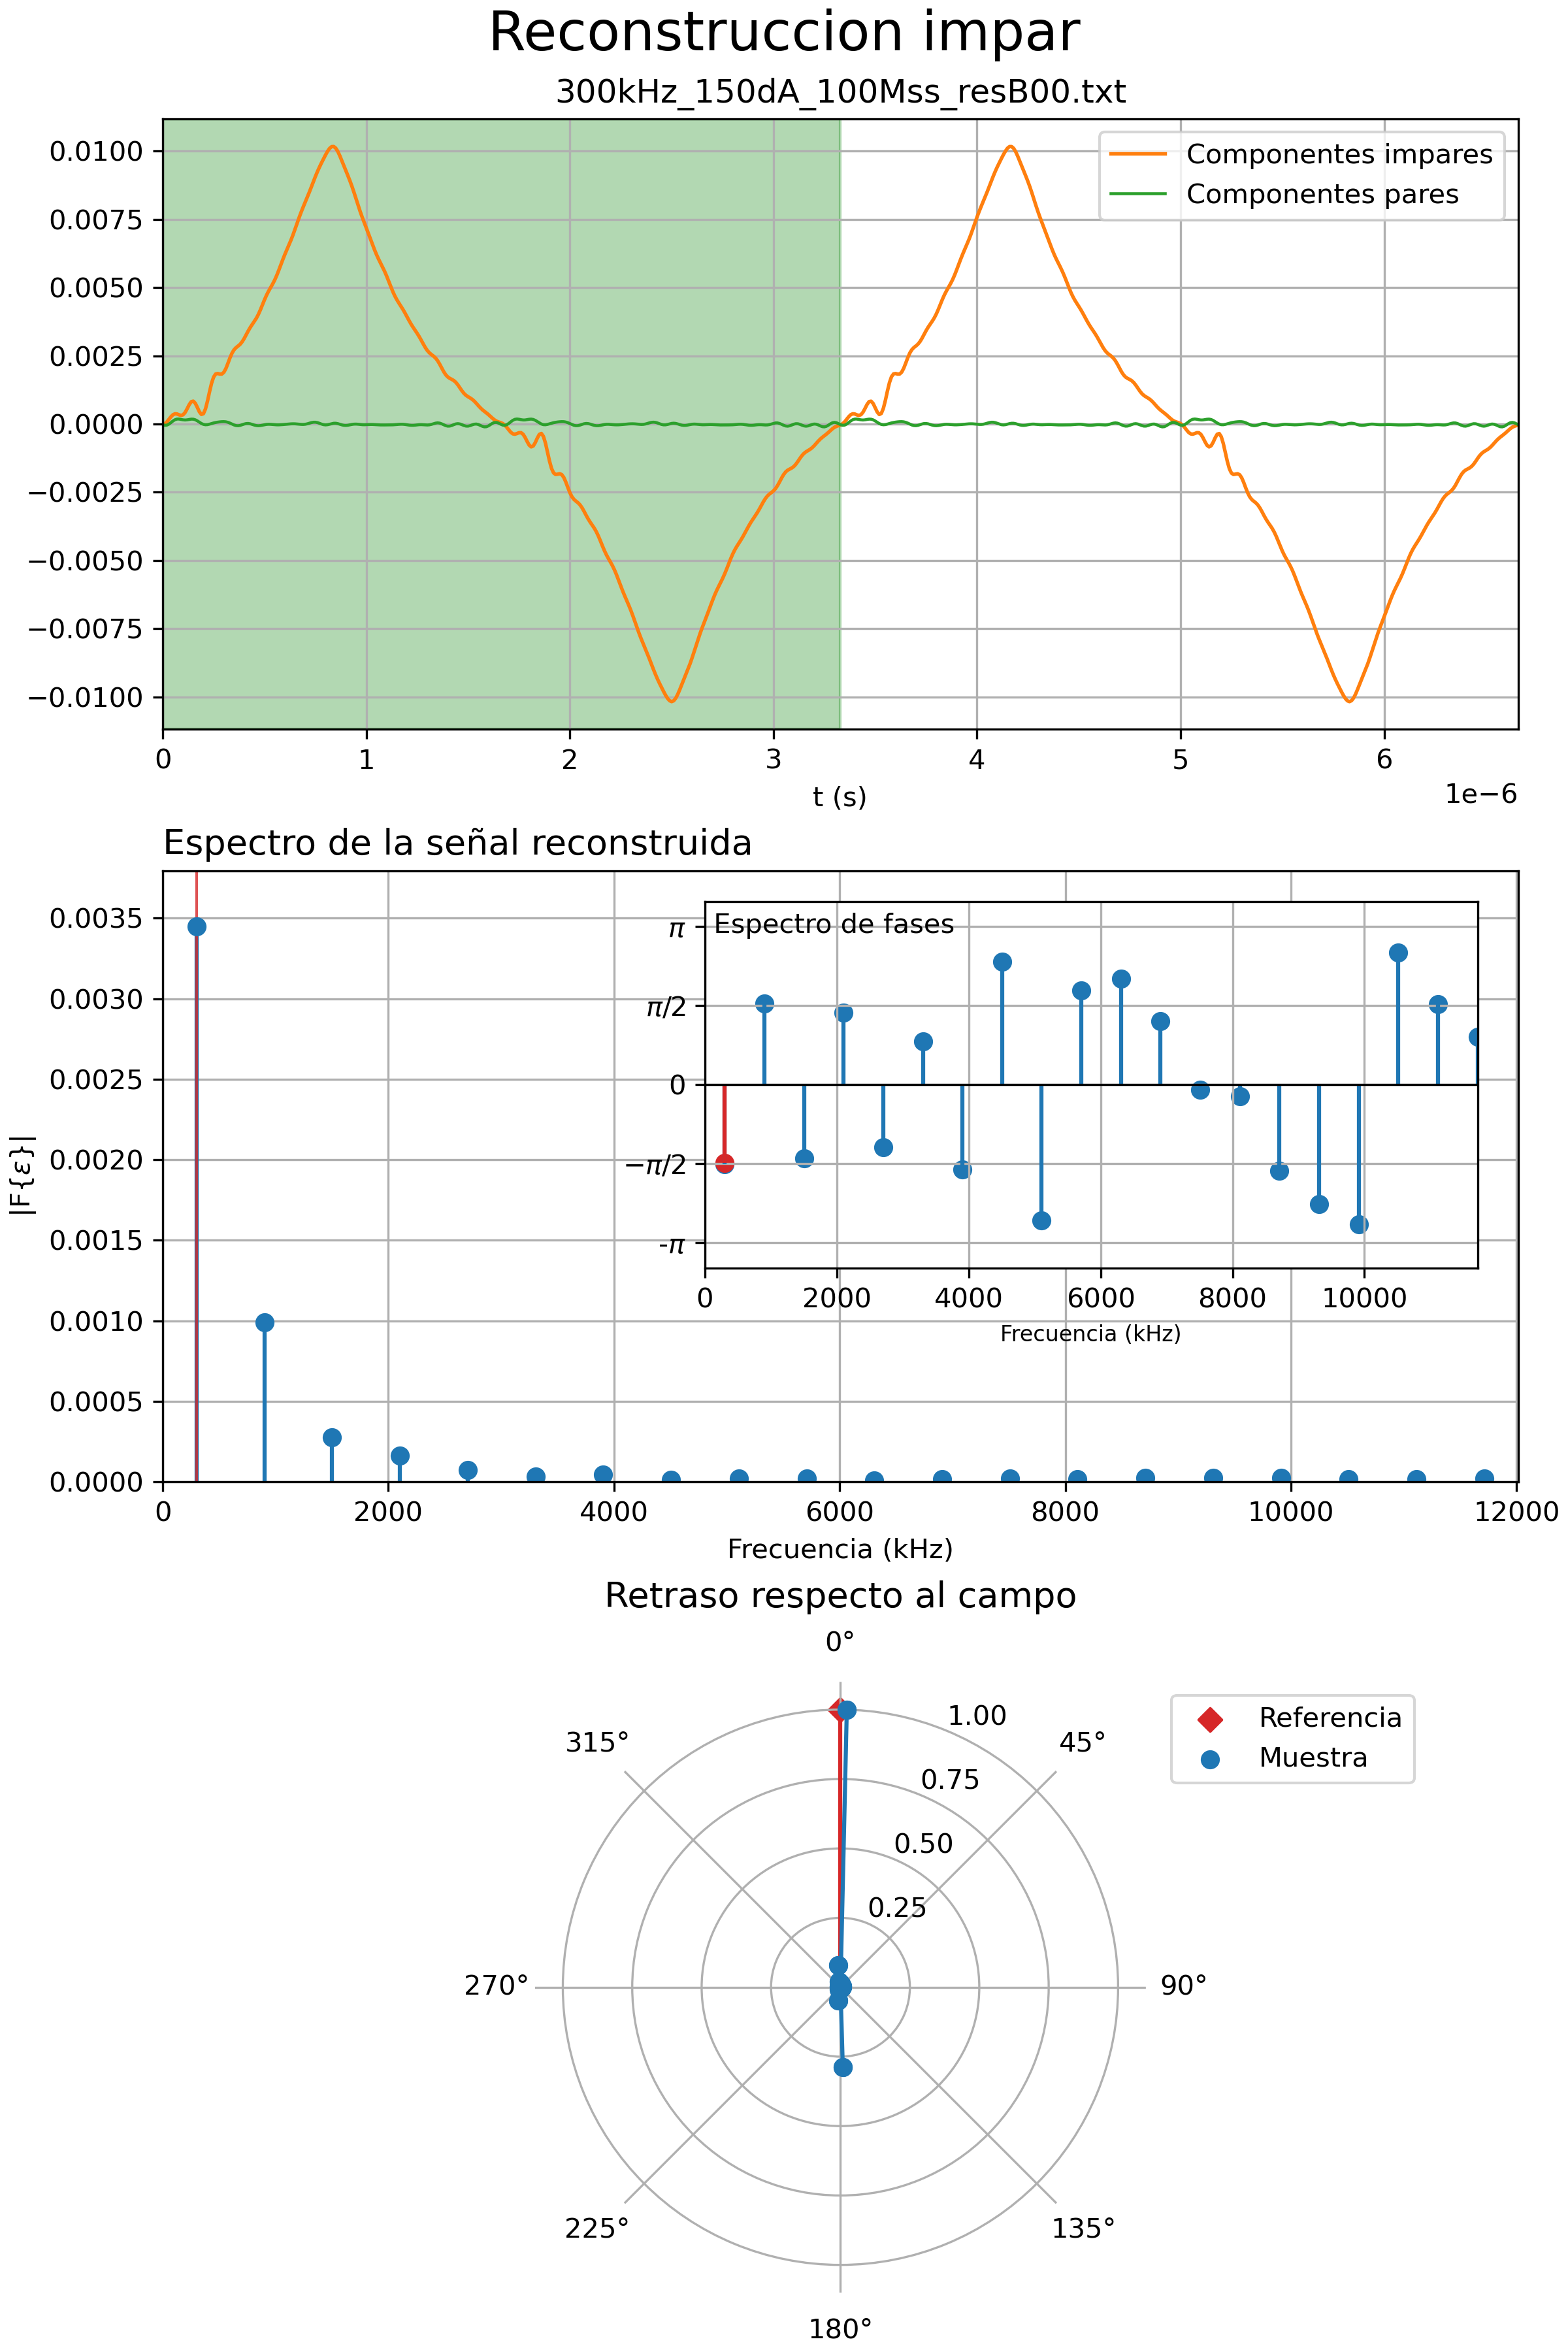 Reconstruccion impar
300kHz_150dA_100Mss_resB00.txt
Componentes impares
Componentes pares
0.0100
0.0075
0.0050
0.0025
0.0000
−0.0025
−0.0050
−0.0075
−0.0100
0 1 2 3 4 5 6
1e−6
t (s)
Espectro de la señal reconstruida
|F{ε}|
0.0035
0.0030
0.0025
0.0020
0.0015
0.0010
0.0005
0.0000
Espectro de fases
π
π/2
0
−π/2
-π
0 2000 4000 6000 8000 10000
Frecuencia (kHz)
0 2000 4000 6000 8000 10000 12000
Frecuencia (kHz)
Retraso respecto al campo
0°
45°
90°
135°
180°
225°
270°
315°
1.00
0.75
0.50
0.25
Referencia
Muestra